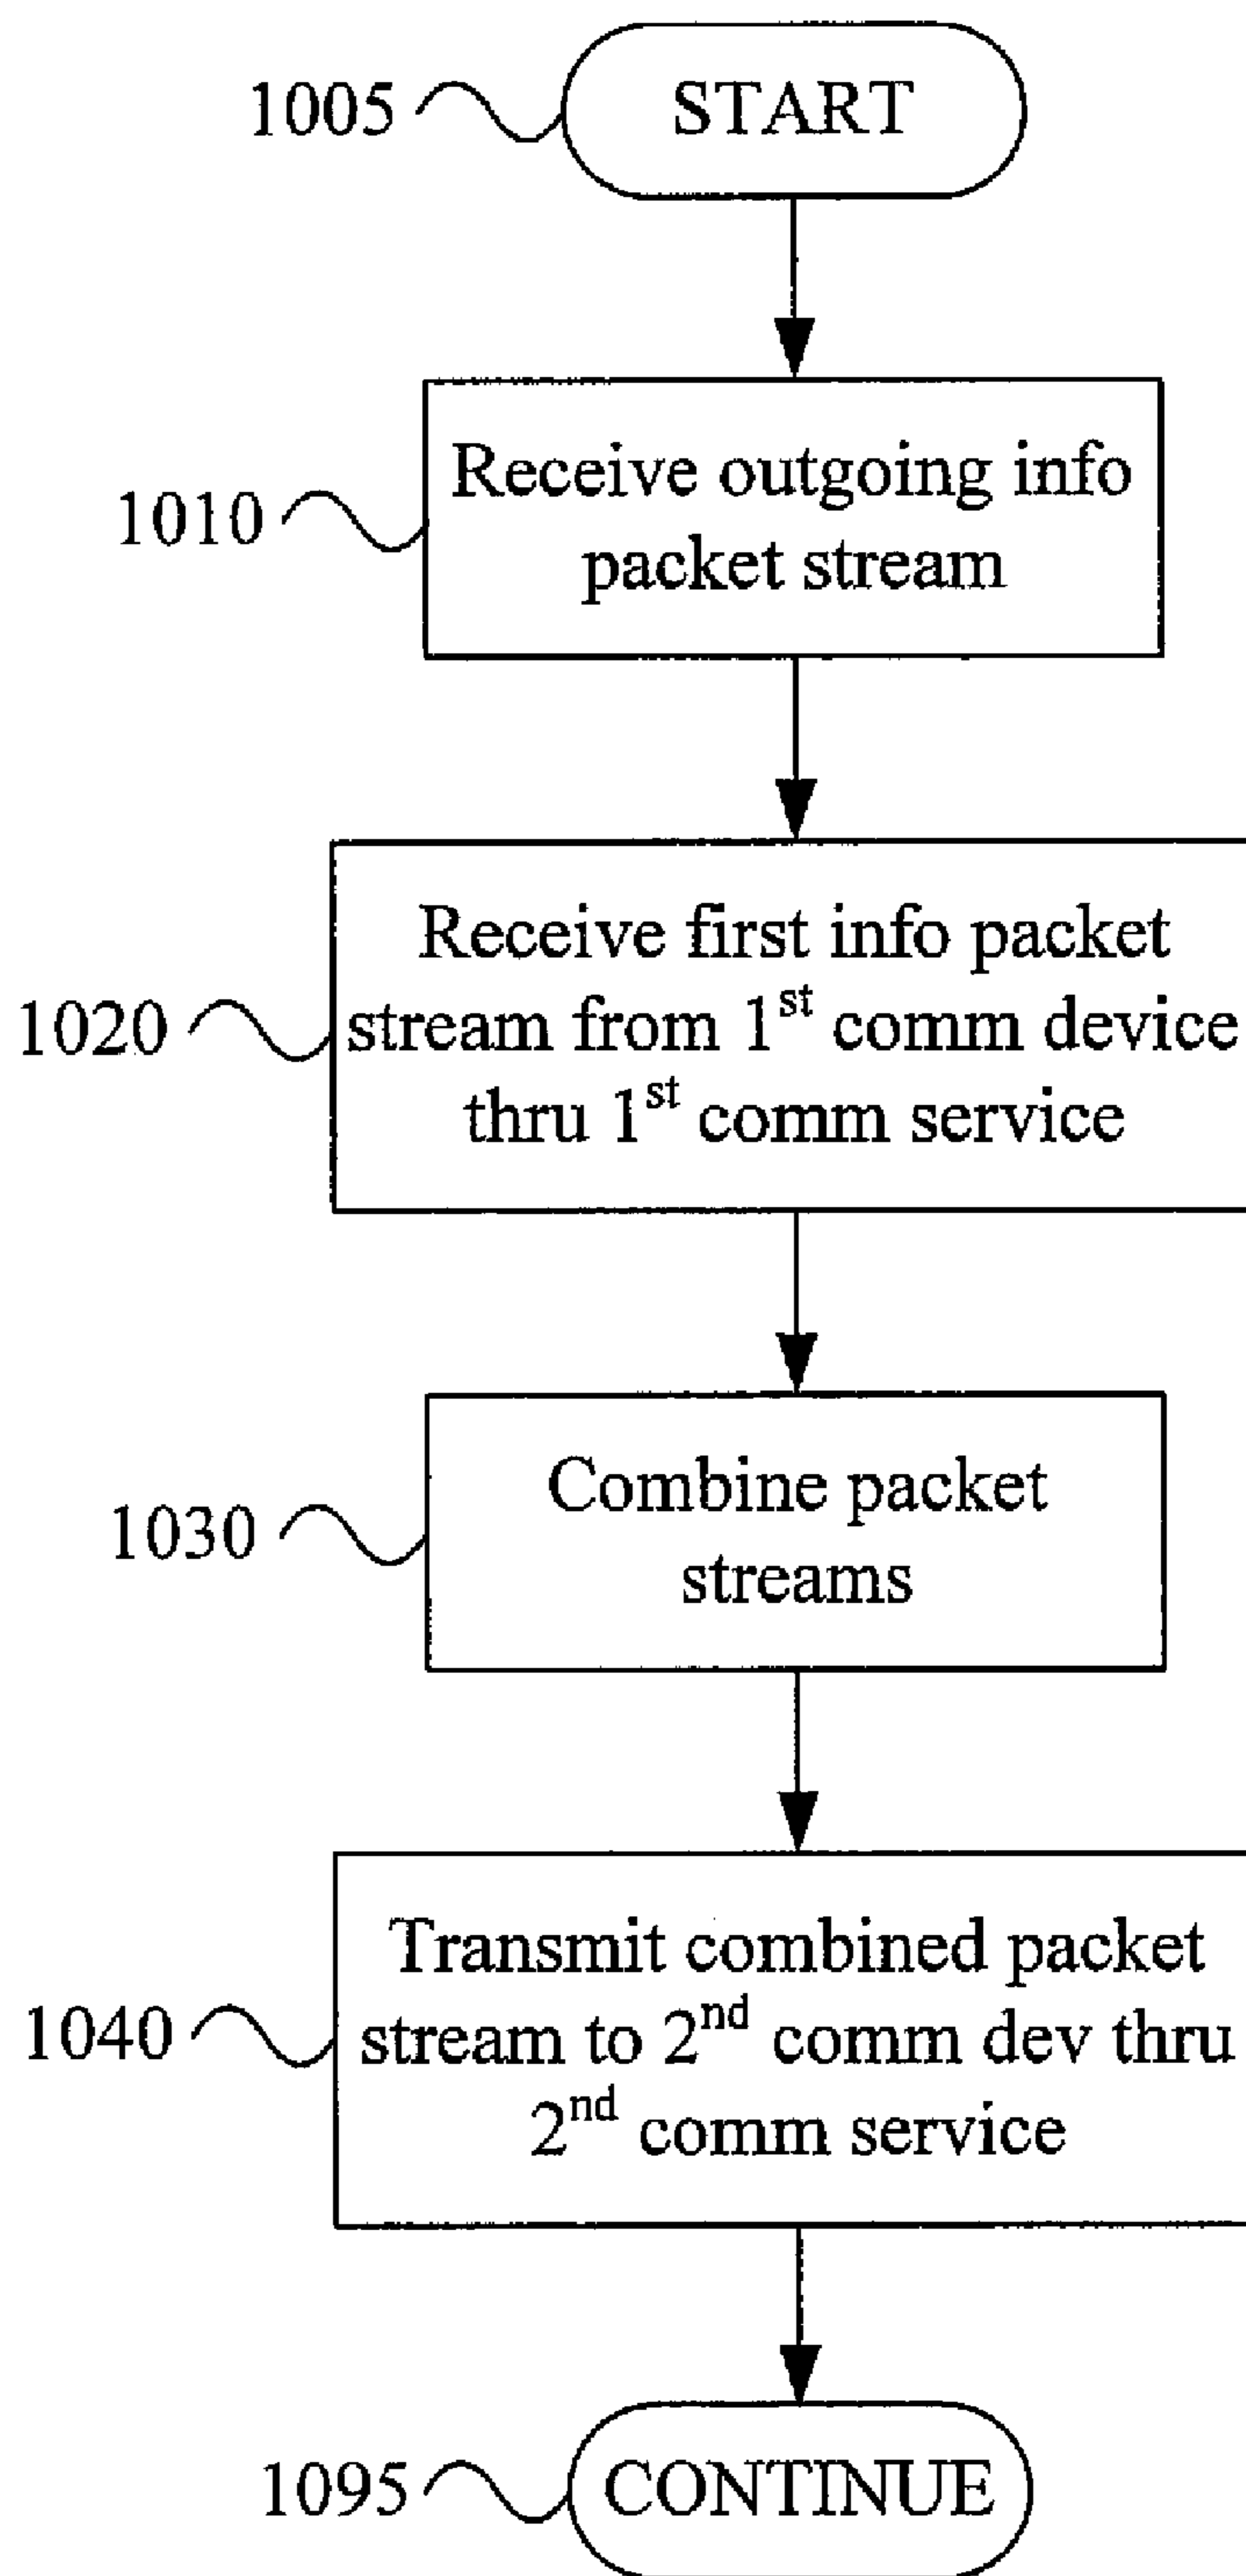 1005 START
1010 Receive outgoing info
packet stream
Receive first info packet
1020 stream from 1st comm device
thru 1st comm service
1030 Combine packet
streams
Transmit combined packet
1040 stream to 2nd comm dev thru
2nd comm service
1095 CONTINUE